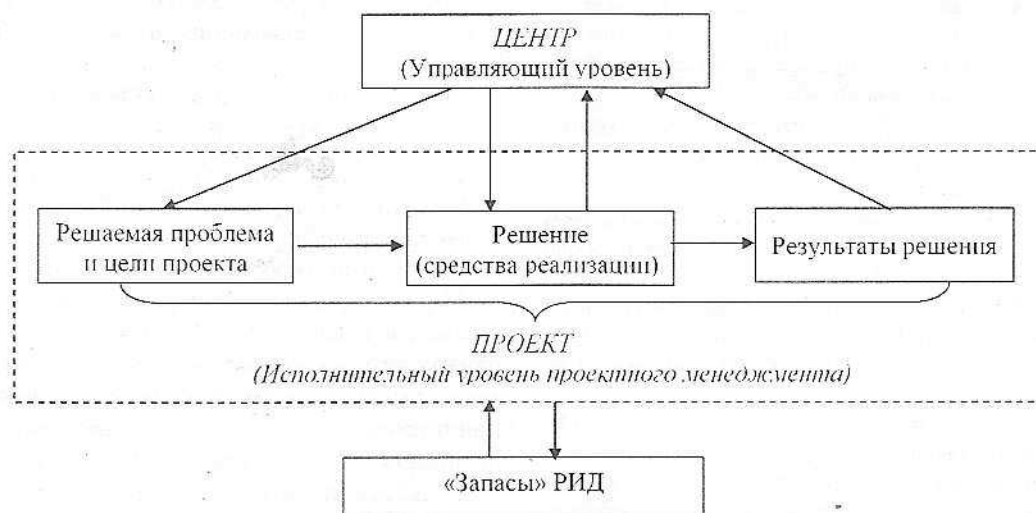 ЦЕНТР
(Управляющий уровень)
Решаемая проблема
и цели проекта
Решение
(средства реализации)
Результаты решения
ПРОЕКТ
(Исполнительный уровень проектного менеджмента)
«Запасы» РИД